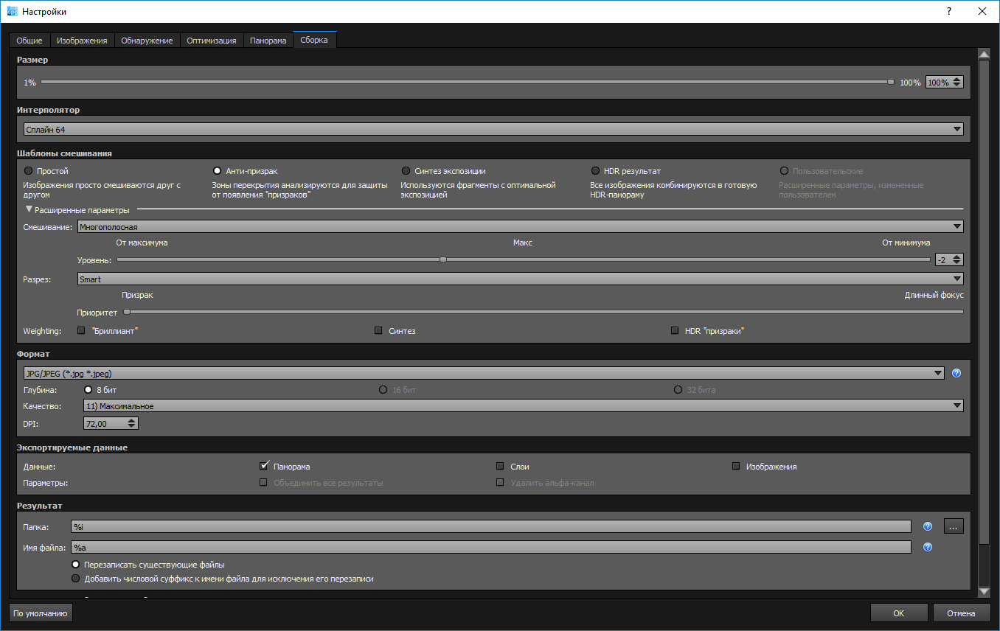 apg Настройки ?
Общие Изображения Обнаружение Оптимизация Панорама Сборка
Размер
1% 100% 100%
Интерполятор
Сплайн 64
Шаблоны смешивания
Простой Анти-призрак Синтез экспозиции HDR результат Пользовательские
Изображения просто смешиваются друг с Зоны перекрытия анализируются для защиты Используются фрагменты с оптимальной Все изображения комбинируются в готовую Расширенные параметры, измененные
другом от появления "призраков" экспозицией HDR-панораму пользователем
Расширенные параметры
Смешивание: Многополосная
От максимума Макс От минимума
Уровень: -2
Разрез: Smart
Призрак Длинный фокус
Приоритет
Weighting: "Бриллиант" Синтез HDR "призраки"
Формат
JPG/JPEG (*.jpg *.jpeg) ?
Глубина: 8 бит 16 бит 32 бита
Качество: 11) Максимальное
DPI: 72,00
Экспортируемые данные
Данные: Панорама Слои Изображения
Параметры: Объединить все результаты Удалить альфа-канал
Результат
Папка: %i ? ...
Имя файла: %a ?
Перезаписать существующие файлы
Добавить числовой суффикс к имени файла для исключения его перезаписи
По умолчанию OK Отмена